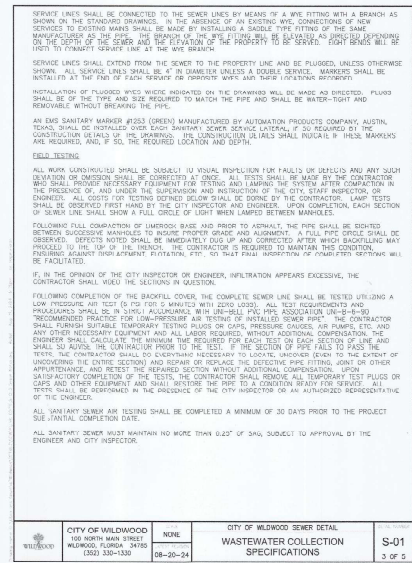 SERVICE LINES SHALL BE CONNECTED TO THE SEWER LINES BY MEANS OF A WYE FITTING WITH A BRANCH AS
SHOWN ON THE STANDARD DRAWINGS. IN THE ABSENCE OF AN EXISTING WYE, CONNECTIONS OF NEW
SERVICES TO EXISTING MAINS SHALL BE MADE BY INSTALLING A SADDLE TYPE FITTING OF THE SAME
MANUFACTURER AS THE PIPE. THE BRANCH OF THE WYE FITTING WILL BE ELEVATED AS DIRECTED DEPENDING
ON THE DEPTH OF THE SEWER AND THE ELEVATION OF THE PROPERTY TO BE SERVED. EIGHT BENDS WILL BE
USED TO CONNECT SERVICE LINE AT THE WYE BRANCH.
SERVICE LINES SHALL EXTEND FROM THE SEWER TO THE PROPERTY LINE AND BE PLUGGED, UNLESS OTHERWISE
SHOWN. ALL SERVICE LINES SHALL BE 4" IN DIAMETER UNLESS A DOUBLE SERVICE. MARKERS SHALL BE
INSTALLED AT THE END OF EACH SERVICE OR OPPOSITE WYES AND THEIR LOCATIONS RECORDED.
INSTALLATION OF PLUGGED WYES WHERE INDICATED ON THE DRAWINGS WILL BE MADE AS DIRECTED. PLUGS
SHALL BE OF THE TYPE AND SIZE REQUIRED TO MATCH THE PIPE AND SHALL BE WATER-TIGHT AND
REMOVABLE WITHOUT BREAKING THE PIPE.
AN EMS SANITARY MARKER #1253 (GREEN) MANUFACTURED BY AUTOMATION PRODUCTS COMPANY, AUSTIN,
TEXAS, SHALL BE INSTALLED OVER EACH SANITARY SEWER SERVICE LATERAL, IF SO REQUIRED BY THE
CONSTRUCTION DETAILS OF THE DRAWINGS. THE CONSTRUCTION DETAILS SHALL INDICATE IF THESE MARKERS
ARE REQUIRED, AND, IF SO, THE REQUIRED LOCATION AND DEPTH.
FIELD TESTING
ALL WORK CONSTRUCTED SHALL BE SUBJECT TO VISUAL INSPECTION FOR FAULTS OR DEFECTS AND ANY SUCH
DEVIATION OR OMISSION SHALL BE CORRECTED AT ONCE. ALL TESTS SHALL BE MADE BY THE CONTRACTOR
WHO SHALL PROVIDE NECESSARY EQUIPMENT FOR TESTING AND LAMPING THE SYSTEM AFTER COMPACTION IN
THE PRESENCE OF, AND UNDER THE SUPERVISION AND INSTRUCTION OF THE CITY, STAFF INSPECTOR, OR
ENGINEER. ALL COSTS FOR TESTING DEFINED BELOW SHALL BE BORNE BY THE CONTRACTOR. LAMP TESTS
SHALL BE OBSERVED FIRST HAND BY THE CITY INSPECTOR AND ENGINEER. UPON COMPLETION, EACH SECTION
OF SEWER LINE SHALL SHOW A FULL CIRCLE OF LIGHT WHEN LAMPED BETWEEN MANHOLES.
FOLLOWING FULL COMPACTION OF LIMEROCK BASE AND PRIOR TO ASPHALT, THE PIPE SHALL BE SIGHTED
BETWEEN SUCCESSIVE MANHOLES TO INSURE PROPER GRADE AND ALIGNMENT. A FULL PIPE CIRCLE SHALL BE
OBSERVED. DEFECTS NOTED SHALL BE IMMEDIATELY DUG UP AND CORRECTED AFTER WHICH BACKFILLING MAY
PROCEED TO THE TOP OF THE TRENCH. THE CONTRACTOR IS REQUIRED TO MAINTAIN THIS CONDITION,
ENSURING AGAINST DISPLACEMENT, FLOTATION, ETC., SO THAT FINAL INSPECTION OF COMPLETED SECTIONS WILL
BE FACILITATED.
IF, IN THE OPINION OF THE CITY INSPECTOR OR ENGINEER, INFILTRATION APPEARS EXCESSIVE, THE
CONTRACTOR SHALL VIDEO THE SECTIONS IN QUESTION.
FOLLOWING COMPLETION OF THE BACKFILL COVER, THE COMPLETE SEWER LINE SHALL BE TESTED UTILIZING A
LOW PRESSURE AIR TEST (5 PSI FOR 5 MINUTES WITH ZERO LOSS). ALL TEST REQUIREMENTS AND
PROCEDURES SHALL BE IN STRICT ACCORDANCE WITH UNI-BELL PVC PIPE ASSOCIATION UNI-B-6-90
"RECOMMENDED PRACTICE FOR LOW-PRESSURE AIR TESTING OF INSTALLED SEWER PIPE". THE CONTRACTOR
SHALL FURNISH SUITABLE TEMPORARY TESTING PLUGS OR CAPS, PRESSURE GAUGES, AIR PUMPS, ETC. AND
ANY OTHER NECESSARY EQUIPMENT AND ALL LABOR REQUIRED, WITHOUT ADDITIONAL COMPENSATION. THE
ENGINEER SHALL CALCULATE THE MINIMUM TIME REQUIRED FOR EACH TEST ON EACH SECTION OF LINE AND
SHALL SO ADVISE THE CONTRACTOR PRIOR TO THE TEST. IF THE SECTION OF PIPE FAILS TO PASS THE
TESTS, THE CONTRACTOR SHALL DO EVERYTHING NECESSARY TO LOCATE, UNCOVER (EVEN TO THE EXTENT OF
UNCOVERING THE ENTIRE SECTION) AND REPAIR OR REPLACE THE DEFECTIVE PIPE FITTING, JOINT OR OTHER
APPURTENANCE, AND RETEST THE REPAIRED SECTION WITHOUT ADDITIONAL COMPENSATION. UPON
SATISFACTORY COMPLETION OF THE TESTS, THE CONTRACTOR SHALL REMOVE ALL TEMPORARY TEST PLUGS OR
CAPS AND OTHER EQUIPMENT AND SHALL RESTORE THE PIPE TO A CONDITION READY FOR SERVICE. ALL
TESTS SHALL BE PERFORMED IN THE PRESENCE OF THE CITY INSPECTOR OR AN AUTHORIZED REPRESENTATIVE
OF THE ENGINEER.
ALL SANITARY SEWER AIR TESTING SHALL BE COMPLETED A MINIMUM OF 30 DAYS PRIOR TO THE PROJECT
SUBSTANTIAL COMPLETION DATE.
ALL SANITARY SEWER MUST MAINTAIN NO MORE THAN 0.25" OF SAG, SUBJECT TO APPROVAL BY THE
ENGINEER AND CITY INSPECTOR.
WILDWOOD
CITY OF WILDWOOD
100 NORTH MAIN STREET
WILDWOOD, FLORIDA 34785
(352) 330-1330
NONE
08-20-24
CITY OF WILDWOOD SEWER DETAIL
WASTEWATER COLLECTION
SPECIFICATIONS
S-01
3 OF 5